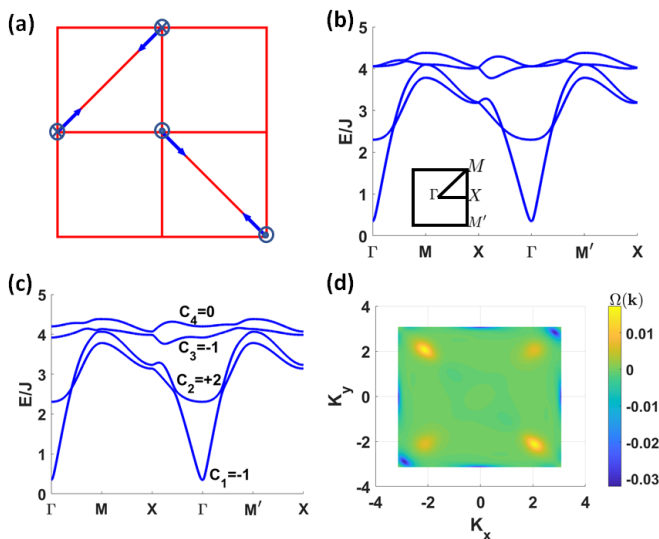 (a)
(b)
E/J
5
4
3
2
1
0
Γ
M
X
Γ
M′
X
M
Γ
X
M′
(c)
E/J
5
4
3
2
1
0
C4=0
C3=-1
C2=+2
C1=-1
Γ
M
X
Γ
M′
X
(d)
Ky
4
2
0
-2
-4
-4
-2
0
2
4
Kx
Ω(k)
0.01
0
-0.01
-0.02
-0.03